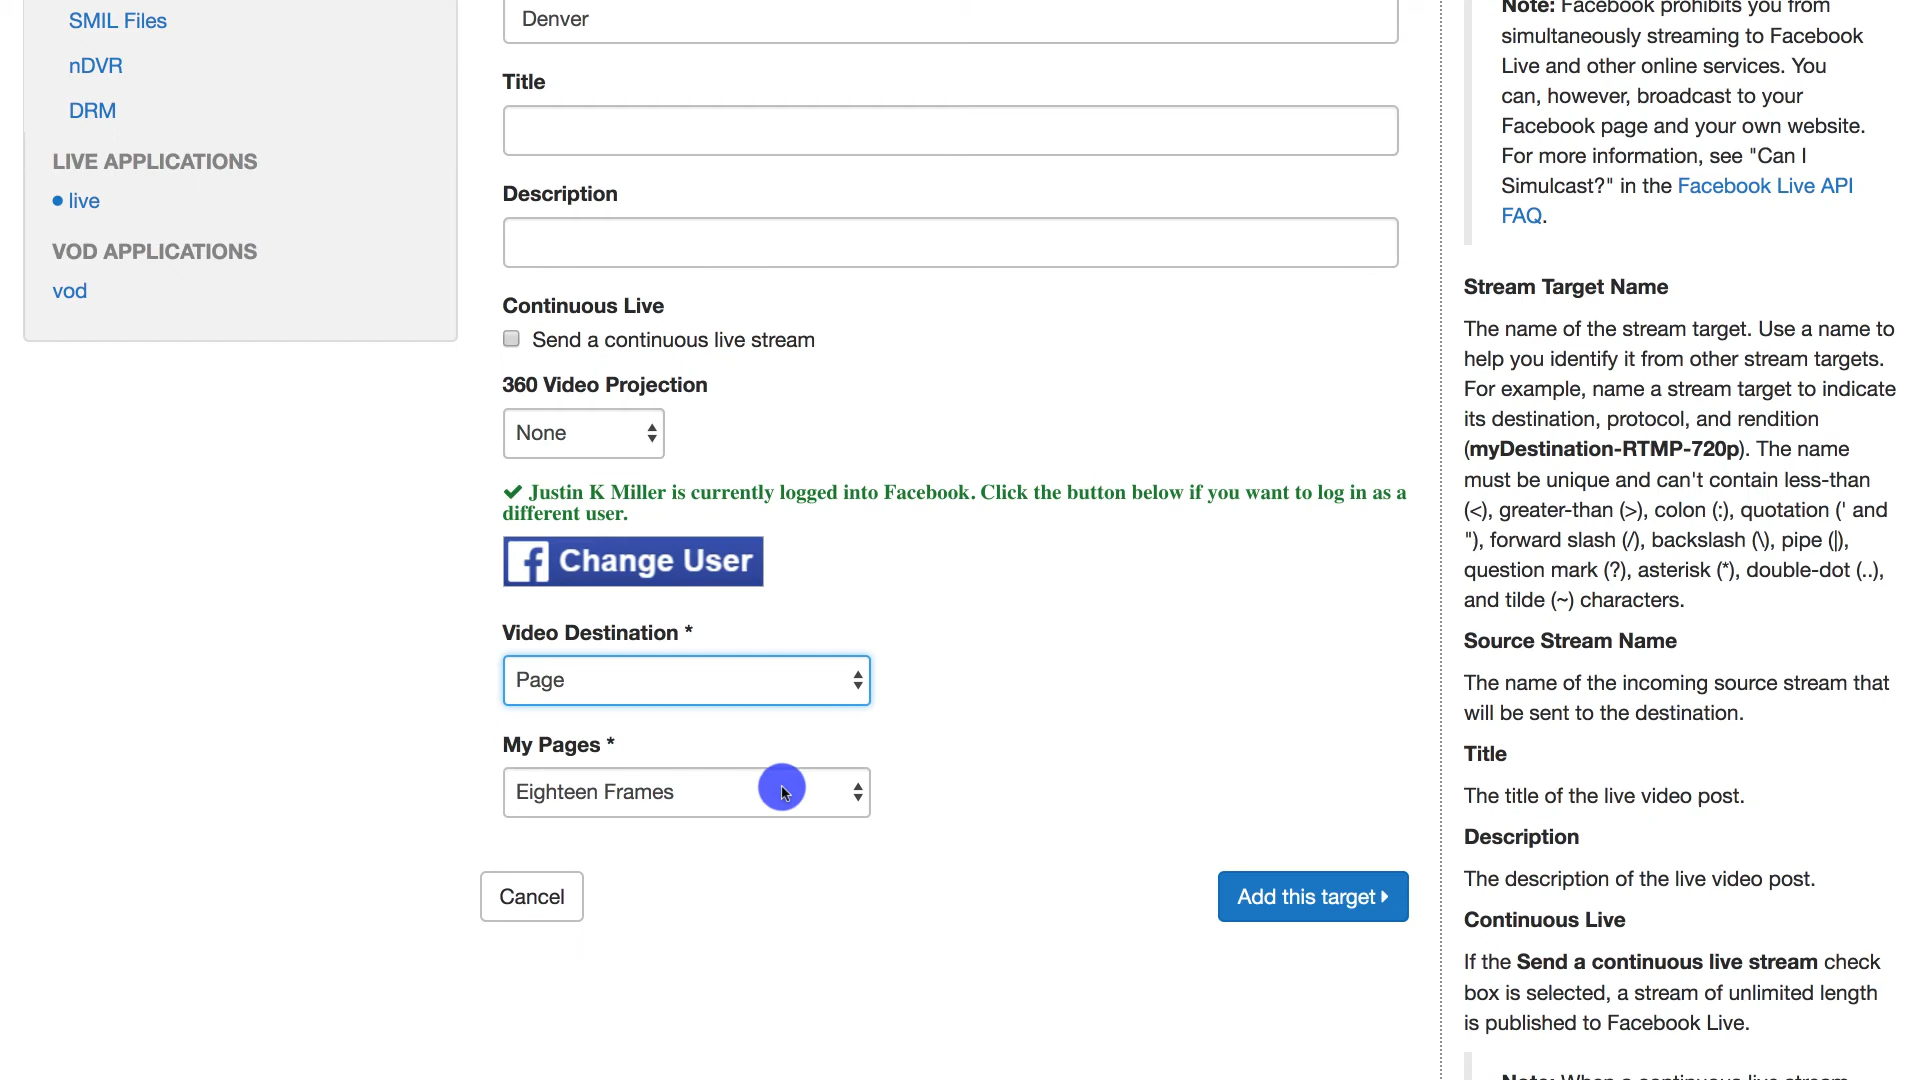 SMIL Files
nDVR
DRM
LIVE APPLICATIONS
live
VOD APPLICATIONS
vod
Denver
Title
Description
Continuous Live
Send a continuous live stream
360 Video Projection
None
Justin K Miller is currently logged into Facebook. Click the button below if you want to log in as a
different user.
Change User
Video Destination *
Page
My Pages *
Eighteen Frames
Cancel
Add this target
Note: Facebook prohibits you from
simultaneously streaming to Facebook
Live and other online services. You
can, however, broadcast to your
Facebook page and your own website.
For more information, see "Can I
Simulcast?" in the Facebook Live API
FAQ.
Stream Target Name
The name of the stream target. Use a name to
help you identify it from other stream targets.
For example, name a stream target to indicate
its destination, protocol, and rendition
(myDestination-RTMP-720p). The name
must be unique and can't contain less-than
(<), greater-than (>), colon (:), quotation (' and
"), forward slash (/), backslash (\), pipe (|),
question mark (?), asterisk (*), double-dot (..),
and tilde (~) characters.
Source Stream Name
The name of the incoming source stream that
will be sent to the destination.
Title
The title of the live video post.
Description
The description of the live video post.
Continuous Live
If the Send a continuous live stream check
box is selected, a stream of unlimited length
is published to Facebook Live.
Note: When a continuous live stream